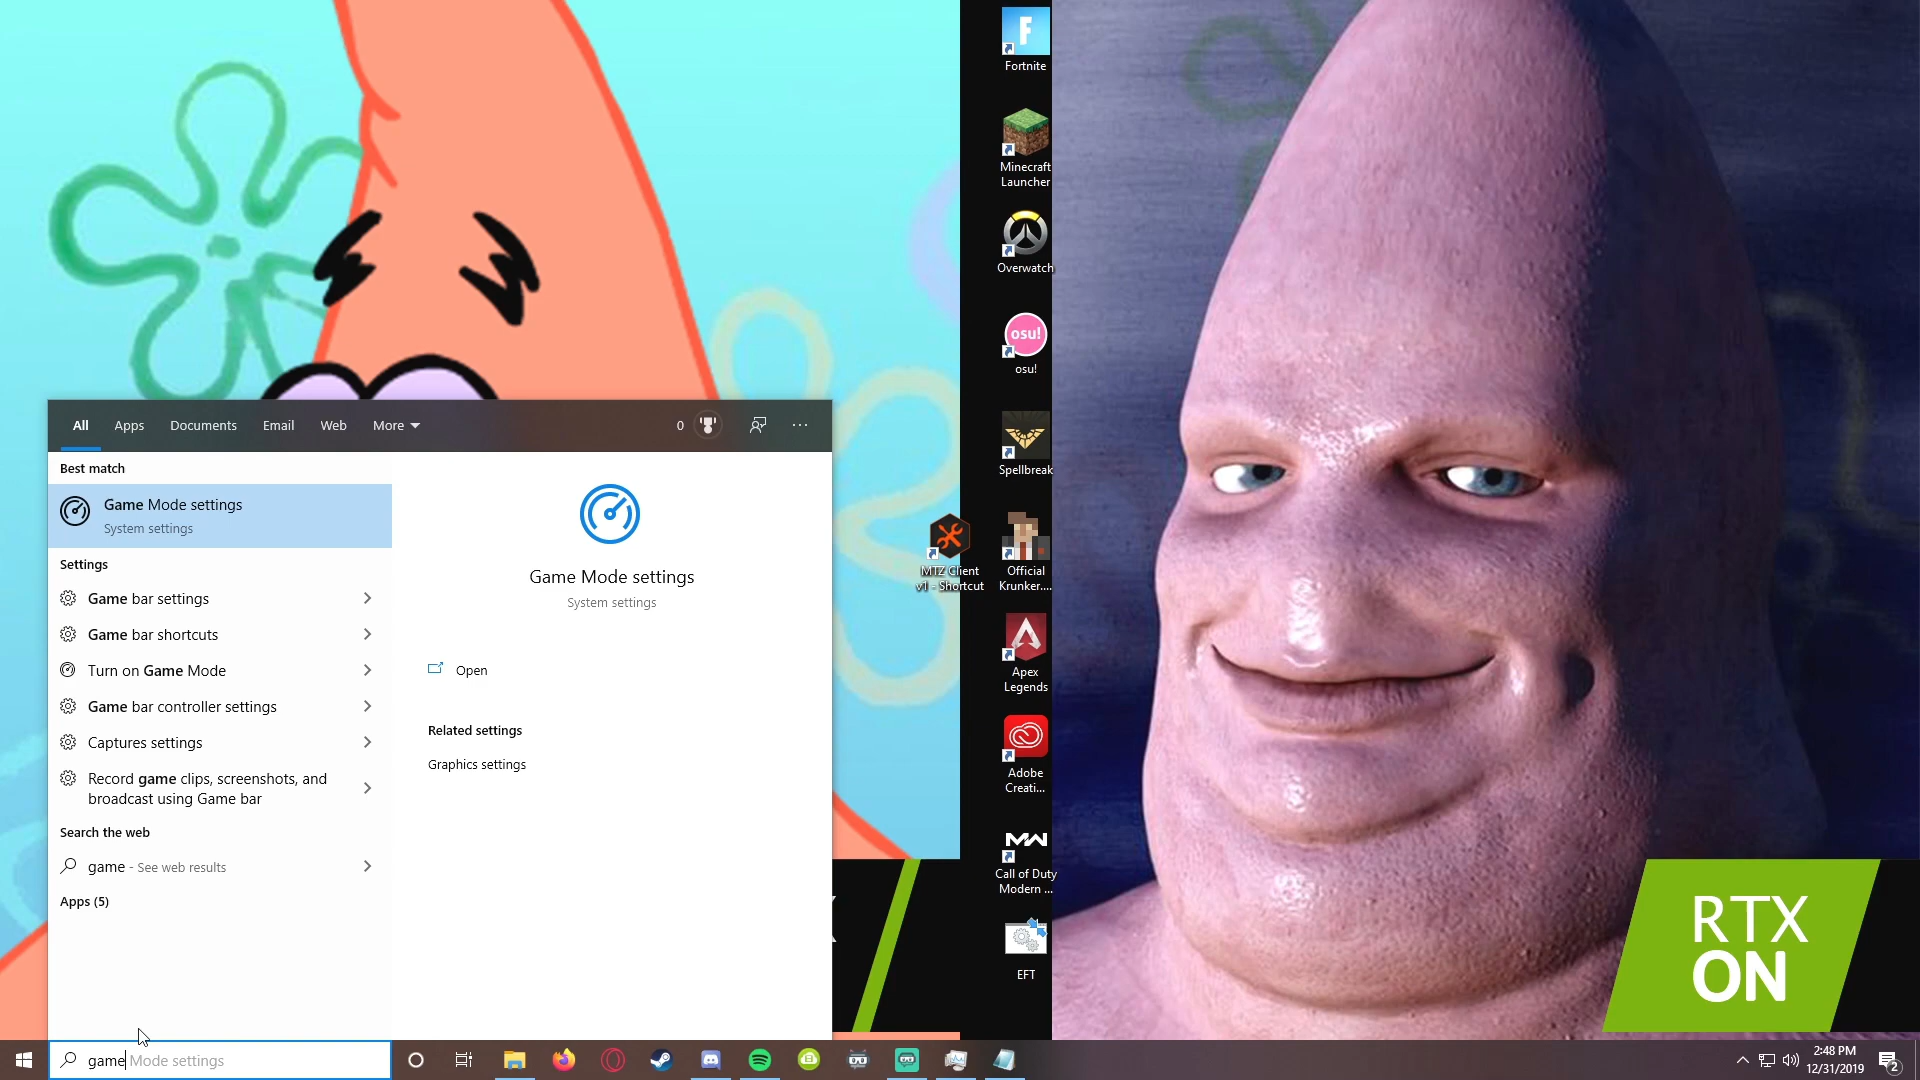 All
Apps
Documents
Email
Web
More
0
Best match
Game Mode settings
System settings
Settings
Game bar settings
Game bar shortcuts
Turn on Game Mode
Game bar controller settings
Captures settings
Record game clips, screenshots, and
broadcast using Game bar
Search the web
game - See web results
Apps (5)
Game Mode settings
System settings
Open
Related settings
Graphics settings
game Mode settings
MTZ Client
v1 - Shortcut
F
Fortnite
Minecraft
Launcher
Overwatch
osu!
osu!
Spellbreak
Official
Krunker....
Apex
Legends
Adobe
Creati...
MW
Call of Duty
Modern ...
EFT
RTX
ON
2:48 PM
12/31/2019
2